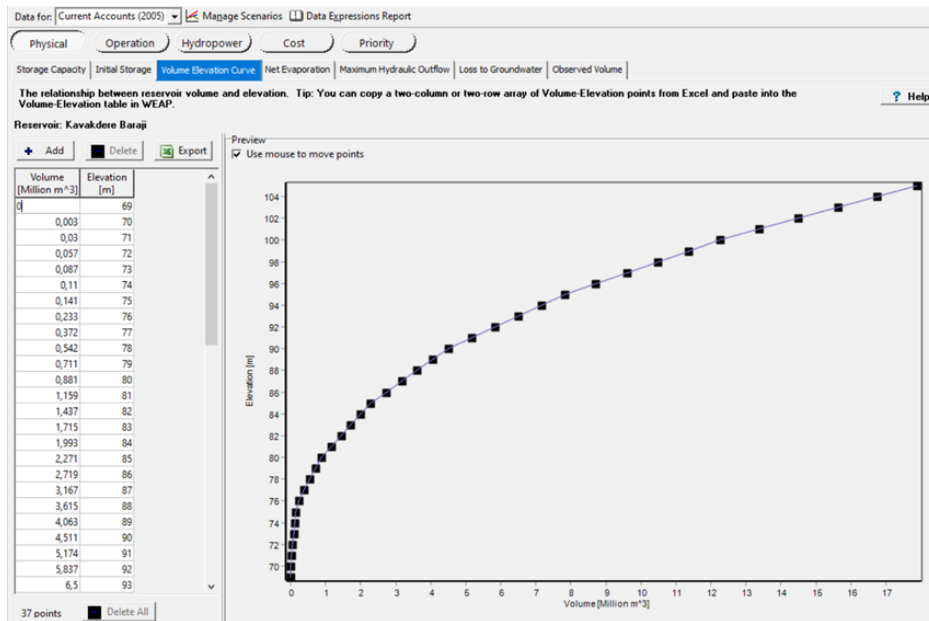 Data for: Current Accounts (2005) Manage Scenarios Data Expressions Report
Physical Operation Hydropower Cost Priority
Storage Capacity Initial Storage Volume Elevation Curve Net Evaporation Maximum Hydraulic Outflow Loss to Groundwater Observed Volume
The relationship between reservoir volume and elevation. Tip: You can copy a two-column or two-row array of Volume-Elevation points from Excel and paste into the
Volume-Elevation table in WEAP.
? Help
Reservoir: Kavakdere Baraji
+ Add Delete Export
Volume Elevation
[Million m^3] [m]
0 69
0,003 70
0,03 71
0,057 72
0,087 73
0,11 74
0,141 75
0,233 76
0,372 77
0,542 78
0,711 79
0,881 80
1,159 81
1,437 82
1,715 83
1,993 84
2,271 85
2,719 86
3,167 87
3,615 88
4,063 89
4,511 90
5,174 91
5,837 92
6,5 93
37 points Delete All
Preview
Use mouse to move points
Elevation [m]
104
102
100
98
96
94
92
90
88
86
84
82
80
78
76
74
72
70
0 1 2 3 4 5 6 7 8 9 10 11 12 13 14 15 16 17
Volume [Million m^3]